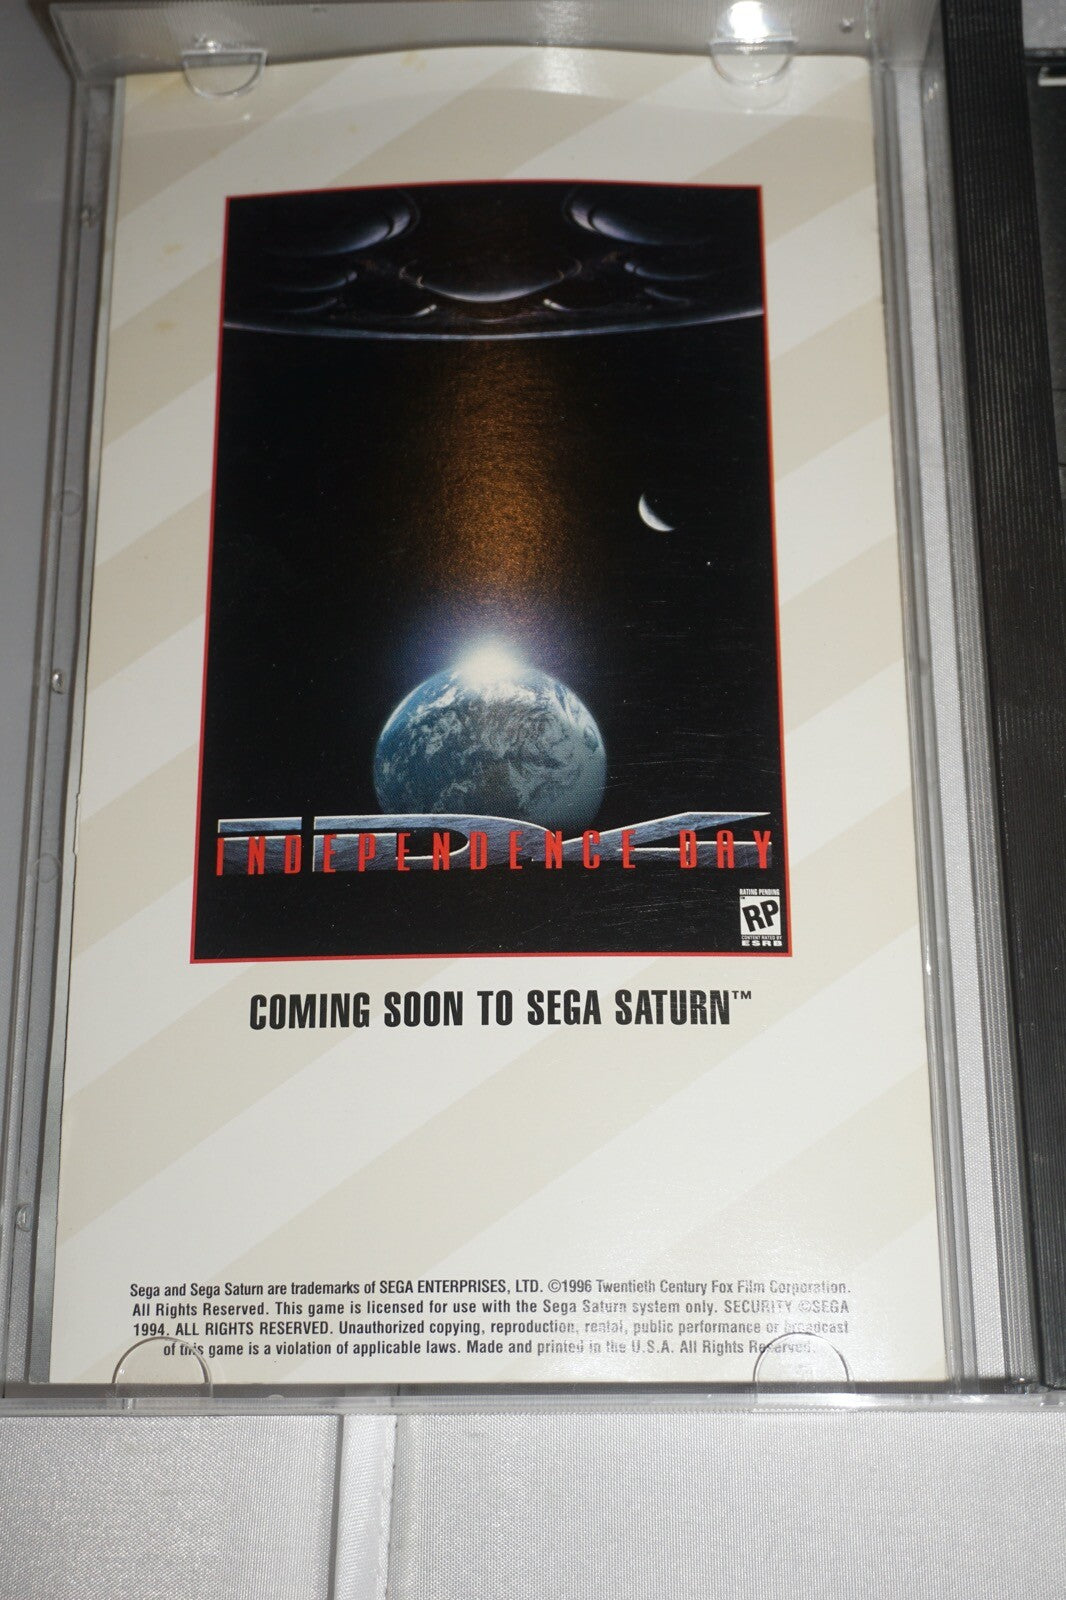 iD4
INDEPENDENCE DAY
RATING PENDING
RP
CONTENT RATED BY
ESRB
COMING SOON TO SEGA SATURN™
Sega and Sega Saturn are trademarks of SEGA ENTERPRISES, LTD. ©1996 Twentieth Century Fox Film Corporation.
All Rights Reserved. This game is licensed for use with the Sega Saturn system only. SECURITY ©SEGA
1994. ALL RIGHTS RESERVED. Unauthorized copying, reproduction, rental, public performance or broadcast
of this game is a violation of applicable laws. Made and printed in the U.S.A. All Rights Reserved.